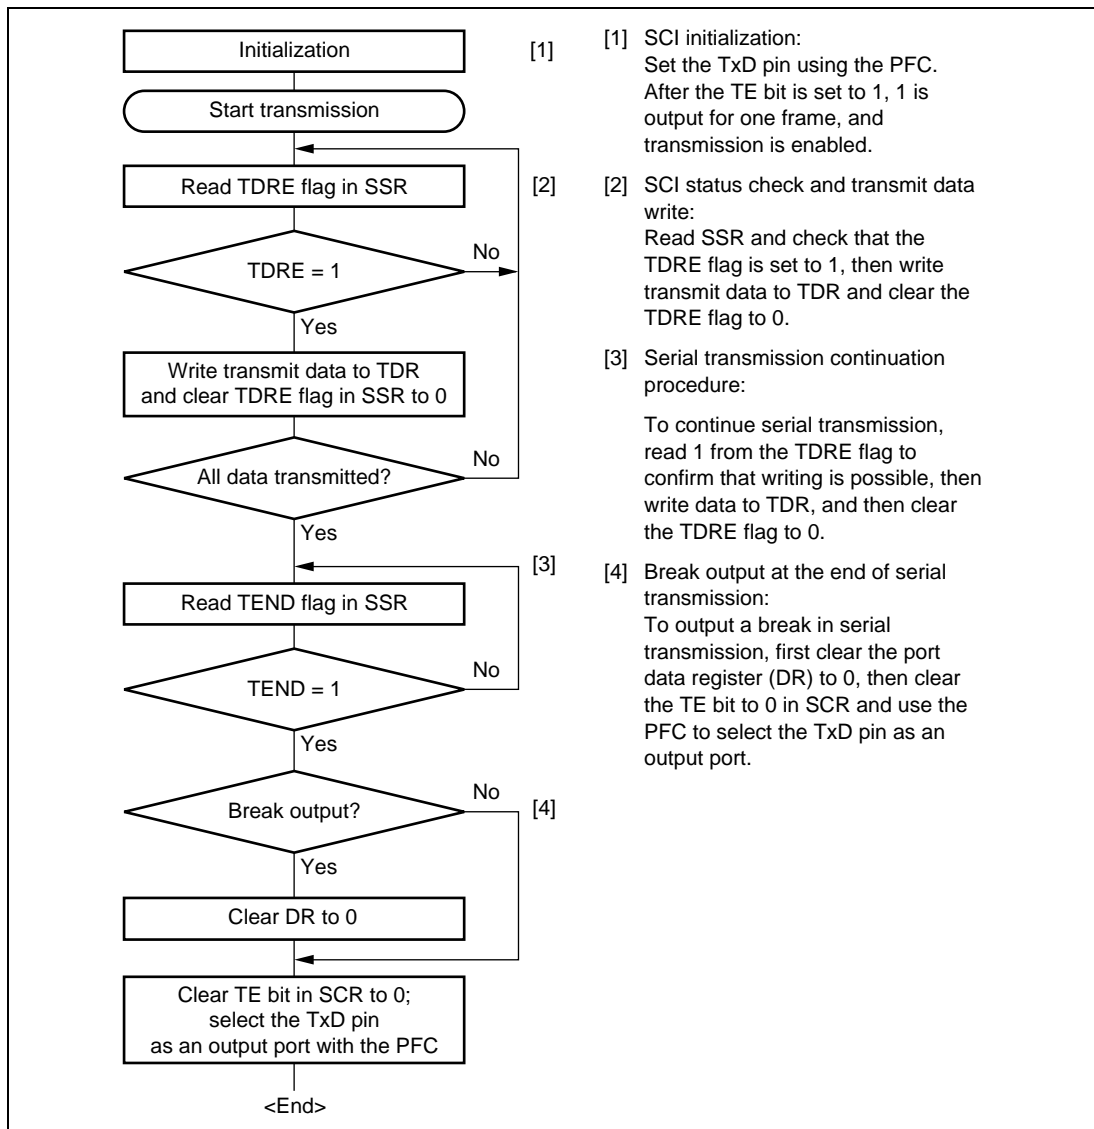 Initialization
[1]
Start transmission
Read TDRE flag in SSR
[2]
TDRE = 1
No
Yes
Write transmit data to TDR
and clear TDRE flag in SSR to 0
All data transmitted?
No
Yes
[3]
Read TEND flag in SSR
TEND = 1
No
Yes
Break output?
No
[4]
Yes
Clear DR to 0
Clear TE bit in SCR to 0;
select the TxD pin
as an output port with the PFC
<End>
[1] SCI initialization:
Set the TxD pin using the PFC.
After the TE bit is set to 1, 1 is
output for one frame, and
transmission is enabled.
[2] SCI status check and transmit data
write:
Read SSR and check that the
TDRE flag is set to 1, then write
transmit data to TDR and clear the
TDRE flag to 0.
[3] Serial transmission continuation
procedure:
To continue serial transmission,
read 1 from the TDRE flag to
confirm that writing is possible, then
write data to TDR, and then clear
the TDRE flag to 0.
[4] Break output at the end of serial
transmission:
To output a break in serial
transmission, first clear the port
data register (DR) to 0, then clear
the TE bit to 0 in SCR and use the
PFC to select the TxD pin as an
output port.